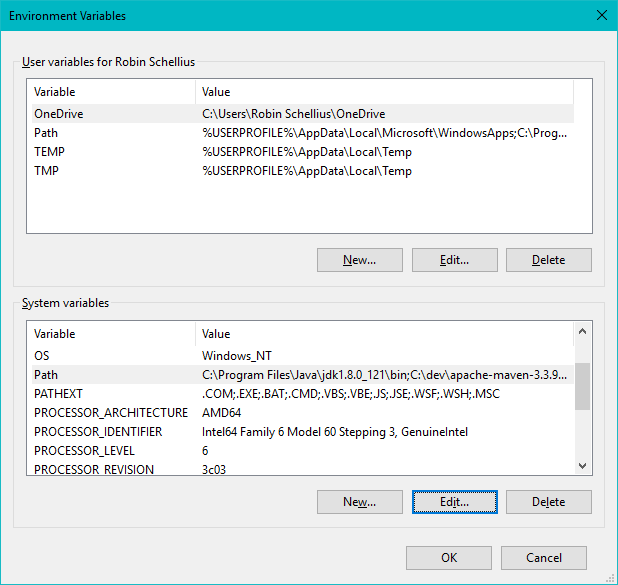 Environment Variables
User variables for Robin Schellius
Variable Value
OneDrive C:\Users\Robin Schellius\OneDrive
Path %USERPROFILE%\AppData\Local\Microsoft\WindowsApps;C:\Prog...
TEMP %USERPROFILE%\AppData\Local\Temp
TMP %USERPROFILE%\AppData\Local\Temp
New... Edit... Delete
System variables
Variable Value
OS Windows_NT
Path C:\Program Files\Java\jdk1.8.0_121\bin;C:\dev\apache-maven-3.3.9...
PATHEXT .COM;.EXE;.BAT;.CMD;.VBS;.VBE;.JS;.JSE;.WSF;.WSH;.MSC
PROCESSOR_ARCHITECTURE AMD64
PROCESSOR_IDENTIFIER Intel64 Family 6 Model 60 Stepping 3, GenuineIntel
PROCESSOR_LEVEL 6
PROCESSOR_REVISION 3c03
New... Edit... Delete
OK Cancel